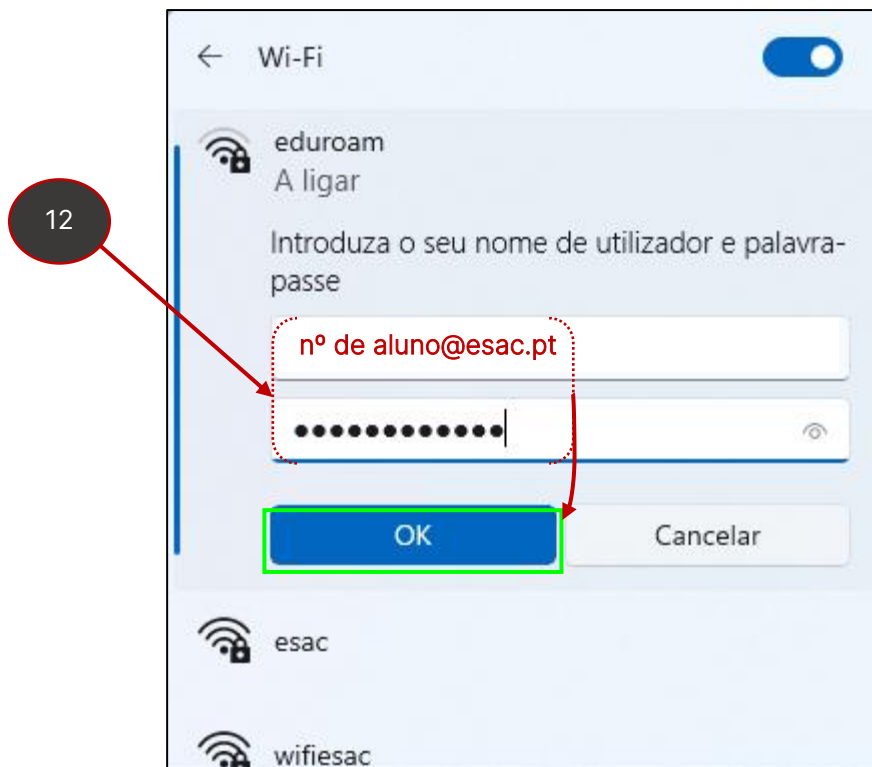 Wi-Fi
eduroam
A ligar
12
Introduza o seu nome de utilizador e palavra-
passe
nº de aluno@esac.pt
OK
Cancelar
esac
wifiesac